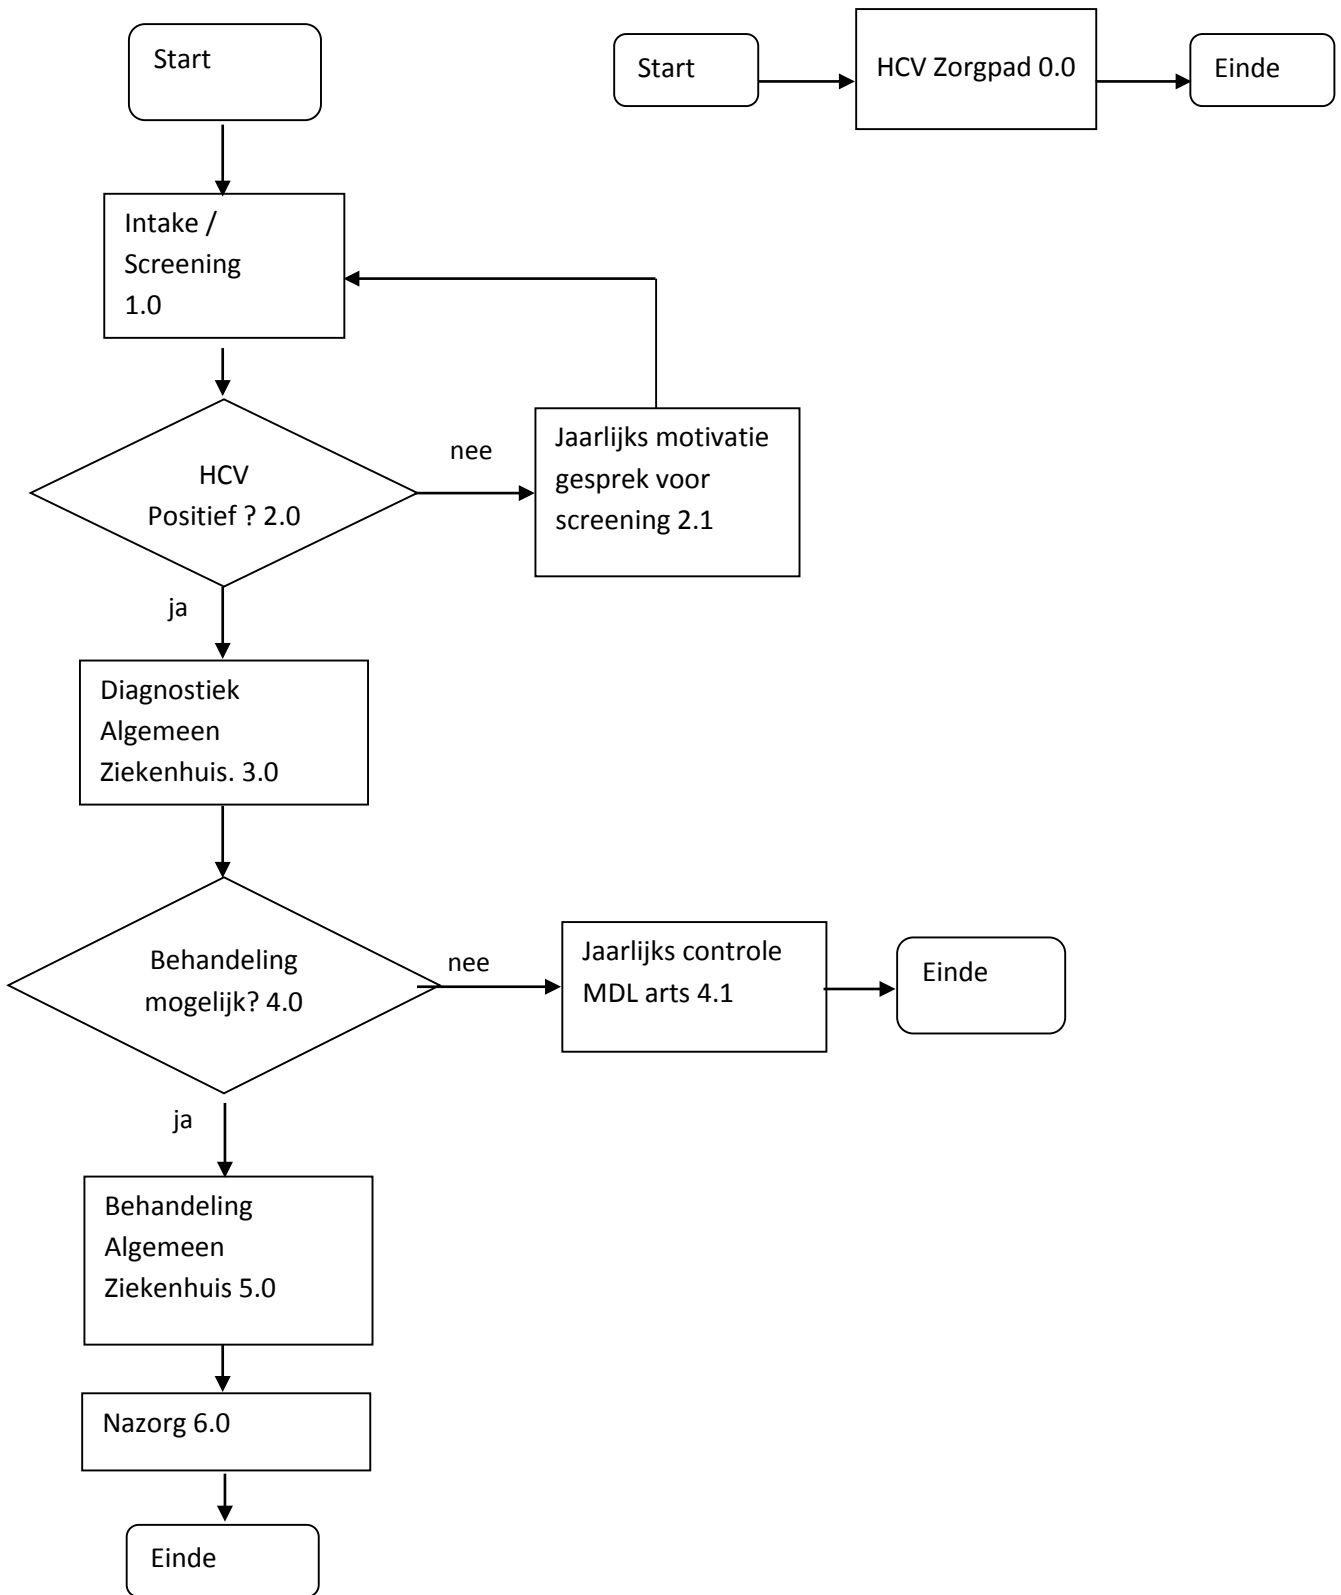 Start
Start
HCV Zorgpad 0.0
Einde
Intake /
Screening
1.0
HCV
Positief ? 2.0
nee
Jaarlijks motivatie
gesprek voor
screening 2.1
ja
Diagnostiek
Algemeen
Ziekenhuis. 3.0
Behandeling
mogelijk? 4.0
nee
Jaarlijks controle
MDL arts 4.1
Einde
ja
Behandeling
Algemeen
Ziekenhuis 5.0
Nazorg 6.0
Einde